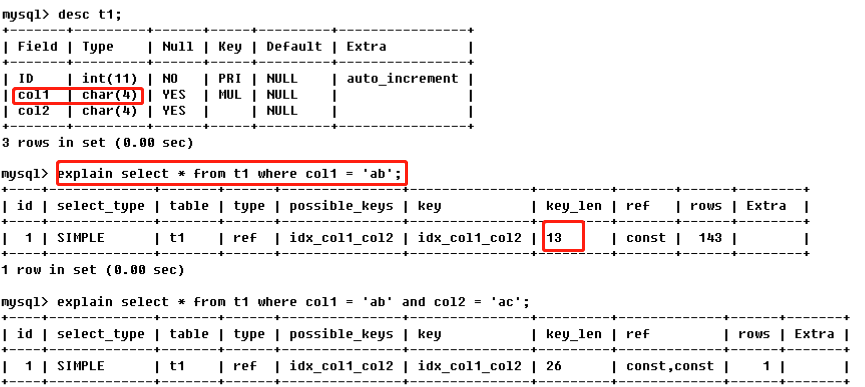 mysql> desc t1;
+-------+---------+------+-----+---------+----------------+
| Field | Type    | Null | Key | Default | Extra          |
+-------+---------+------+-----+---------+----------------+
| ID    | int(11) | NO   | PRI | NULL    | auto_increment |
| col1  | char(4) | YES  | MUL | NULL    |                |
| col2  | char(4) | YES  |     | NULL    |                |
+-------+---------+------+-----+---------+----------------+
3 rows in set (0.00 sec)
mysql> explain select * from t1 where col1 = 'ab';
+----+-------------+-------+------+---------------+---------------+---------+-------+------+-------+
| id | select_type | table | type | possible_keys | key           | key_len | ref   | rows | Extra |
+----+-------------+-------+------+---------------+---------------+---------+-------+------+-------+
|  1 | SIMPLE      | t1    | ref  | idx_col1_col2 | idx_col1_col2 | 13      | const |  143 |       |
+----+-------------+-------+------+---------------+---------------+---------+-------+------+-------+
1 row in set (0.00 sec)
mysql> explain select * from t1 where col1 = 'ab' and col2 = 'ac';
+----+-------------+-------+------+---------------+---------------+---------+-------------+------+-------+
| id | select_type | table | type | possible_keys | key           | key_len | ref         | rows | Extra |
+----+-------------+-------+------+---------------+---------------+---------+-------------+------+-------+
|  1 | SIMPLE      | t1    | ref  | idx_col1_col2 | idx_col1_col2 | 26      | const,const |    1 |       |
+----+-------------+-------+------+---------------+---------------+---------+-------------+------+-------+